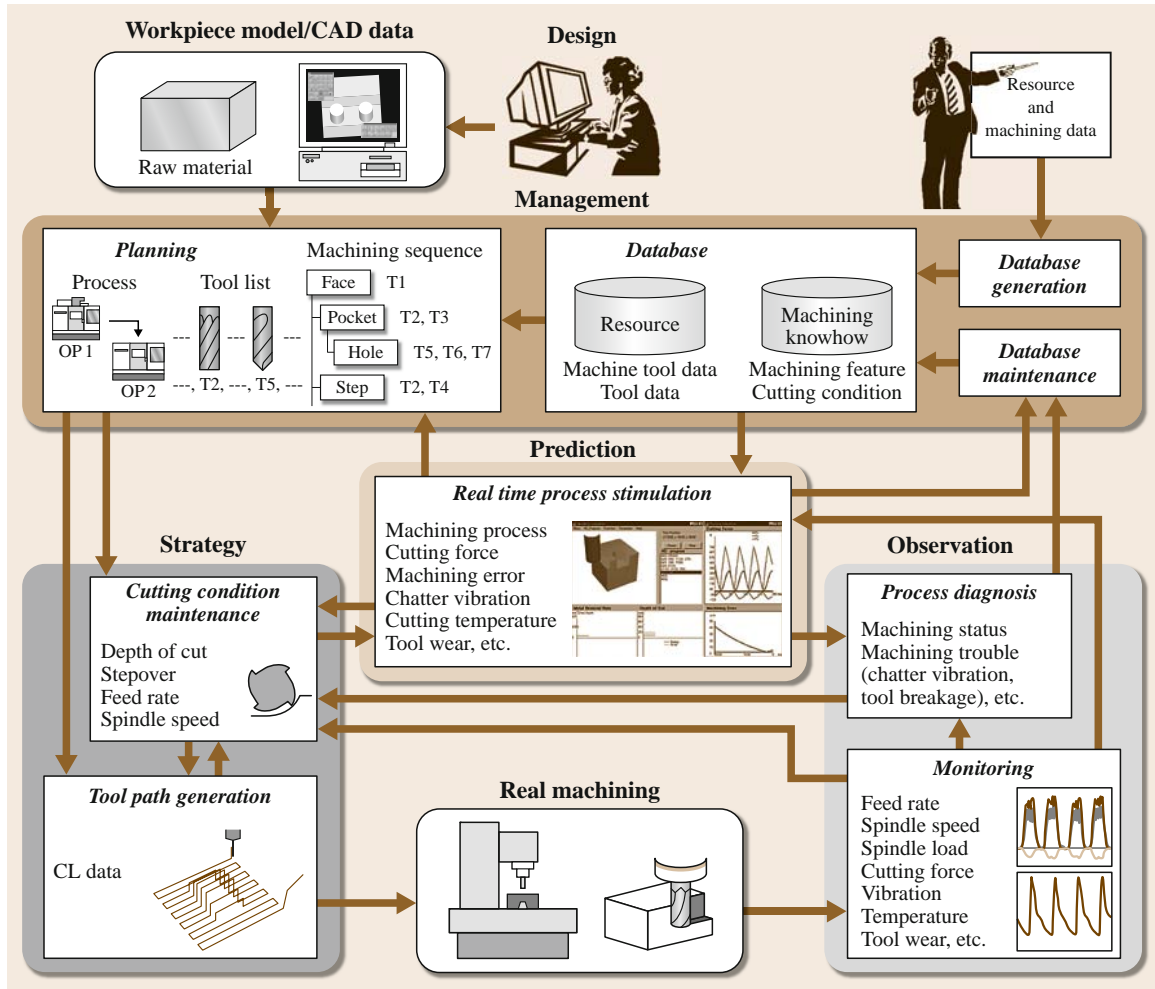 Workpiece model/CAD data
Design
Raw material
Resource
and
machining data
Management
Planning
Process
OP 1
OP 2
Tool list
---
---
---
---, T2, ---, T5, ---
Machining sequence
Face T1
Pocket T2, T3
Hole T5, T6, T7
Step T2, T4
Database
Resource
Machine tool data
Tool data
Machining
knowhow
Machining feature
Cutting condition
Database
generation
Database
maintenance
Prediction
Real time process stimulation
Machining process
Cutting force
Machining error
Chatter vibration
Cutting temperature
Tool wear, etc.
Strategy
Cutting condition
maintenance
Depth of cut
Stepover
Feed rate
Spindle speed
Tool path generation
CL data
Real machining
Observation
Process diagnosis
Machining status
Machining trouble
(chatter vibration,
tool breakage), etc.
Monitoring
Feed rate
Spindle speed
Spindle load
Cutting force
Vibration
Temperature
Tool wear, etc.